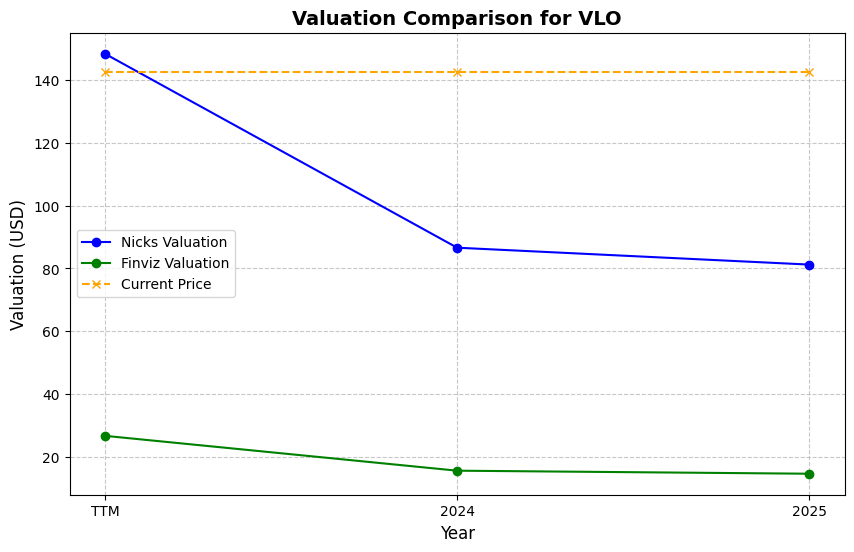 Valuation Comparison for VLO
Valuation (USD)
140
120
100
80
60
40
20
Nicks Valuation
Finviz Valuation
Current Price
TTM
2024
2025
Year